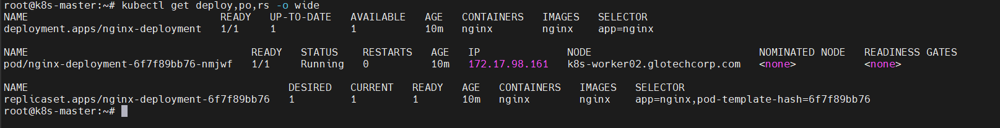 root@k8s-master:~# kubectl get deploy,po,rs -o wide
NAME READY UP-TO-DATE AVAILABLE AGE CONTAINERS IMAGES SELECTOR
deployment.apps/nginx-deployment 1/1 1 1 10m nginx nginx app=nginx
NAME READY STATUS RESTARTS AGE IP NODE NOMINATED NODE READINESS GATES
pod/nginx-deployment-6f7f89bb76-nmjwf 1/1 Running 0 10m 172.17.98.161 k8s-worker02.glotechcorp.com <none> <none>
NAME DESIRED CURRENT READY AGE CONTAINERS IMAGES SELECTOR
replicaset.apps/nginx-deployment-6f7f89bb76 1 1 1 10m nginx nginx app=nginx,pod-template-hash=6f7f89bb76
root@k8s-master:~#